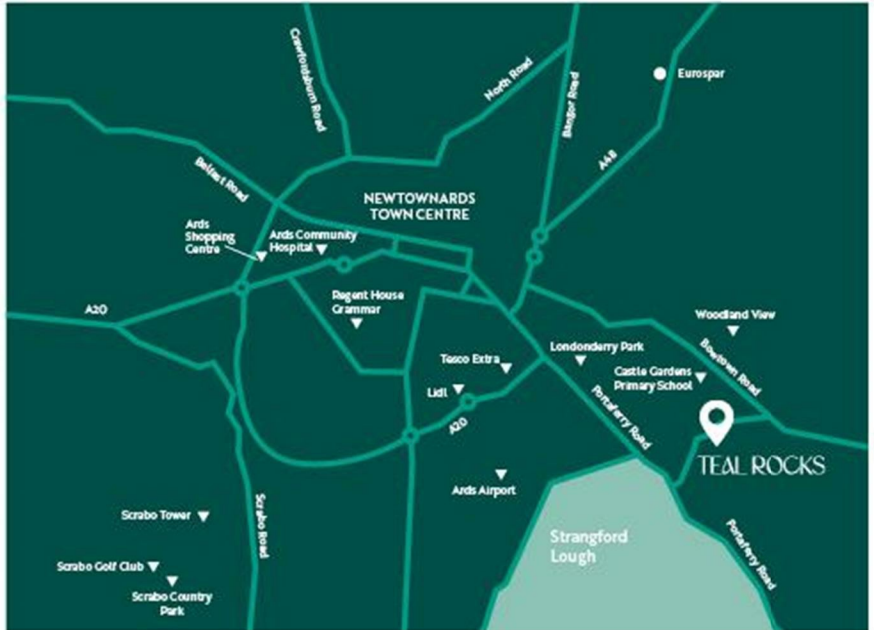 Crawfordsburn Road
North Road
Bangor Road
Eurospar
A48
Belfast Road
NEWTOWNARDS
TOWN CENTRE
Ards
Shopping
Centre
Ards Community
Hospital
Regent House
Grammar
A20
Woodland View
Londonderry Park
Bowtown Road
Tesco Extra
Castle Gardens
Primary School
Lidl
Portaferry Road
A20
TEAL ROCKS
Ards Airport
Scrabo Tower
Scrabo Road
Strangford
Lough
Portaferry Road
Scrabo Golf Club
Scrabo Country
Park